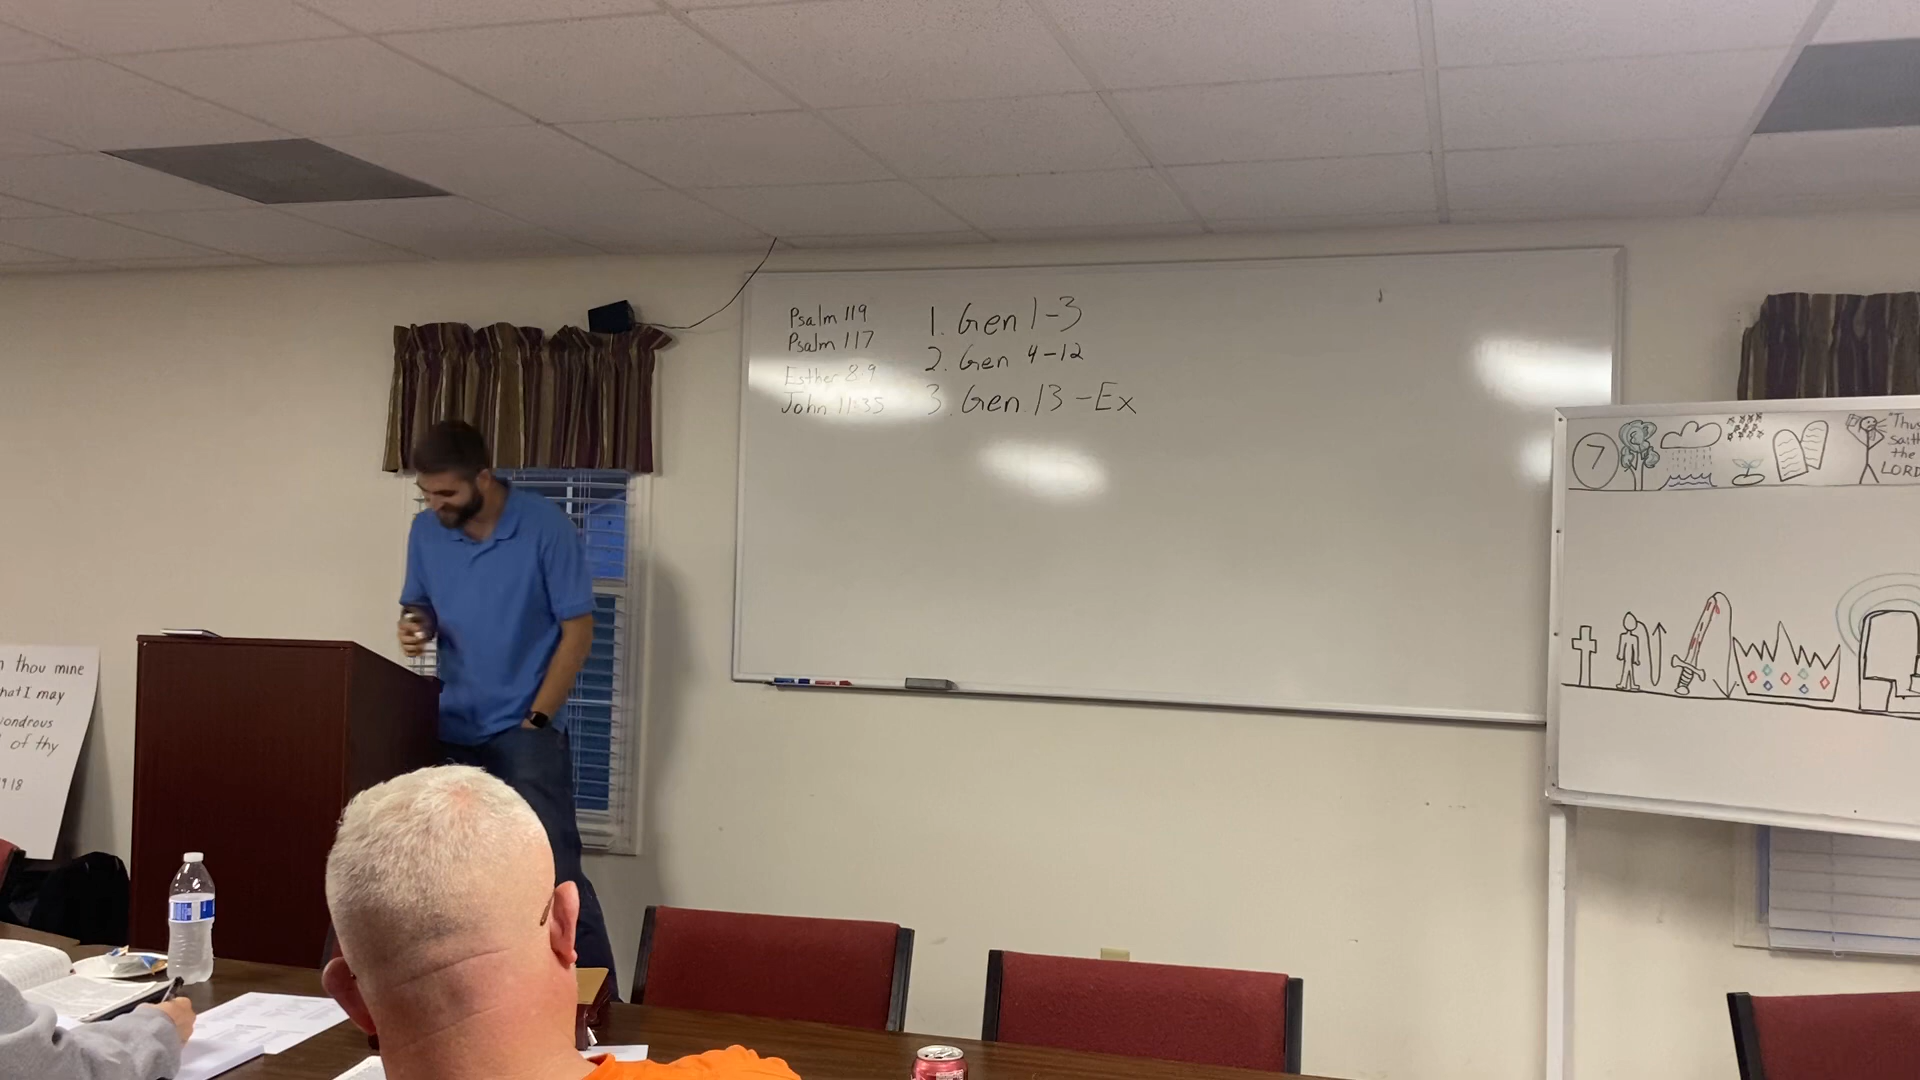 Psalm 119
Psalm 117
Esther 8:9
John 11:35
1. Gen 1-3
2. Gen 4-12
3. Gen 13-Ex
7
"Thus
saith
the
LORD
thou mine
hat I may
ondrous
of thy
9:18